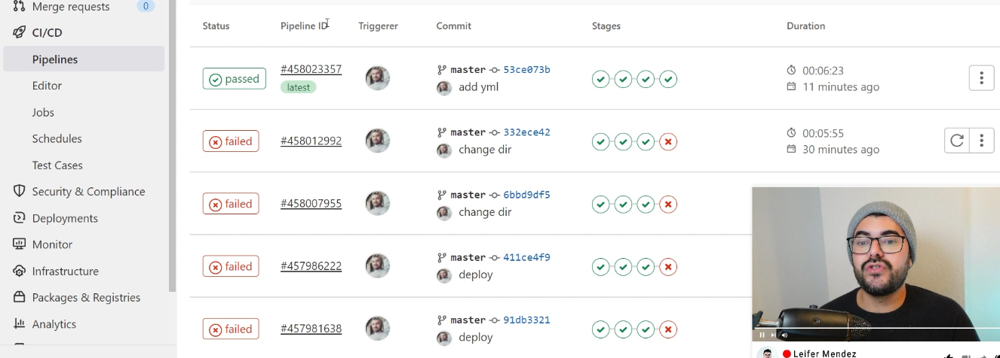 Merge requests 0
CI/CD
Pipelines
Editor
Jobs
Schedules
Test Cases
Security & Compliance
Deployments
Monitor
Infrastructure
Packages & Registries
Analytics
Status Pipeline ID Triggerer Commit Stages Duration
passed #458023357 master 53ce073b 00:06:23
latest add yml 11 minutes ago
failed #458012992 master 332ece42 00:05:55
change dir 30 minutes ago
failed #458007955 master 6bbd9df5
change dir
failed #457986222 master 411ce4f9
deploy
failed #457981638 master 91db3321
deploy
Leifer Mendez